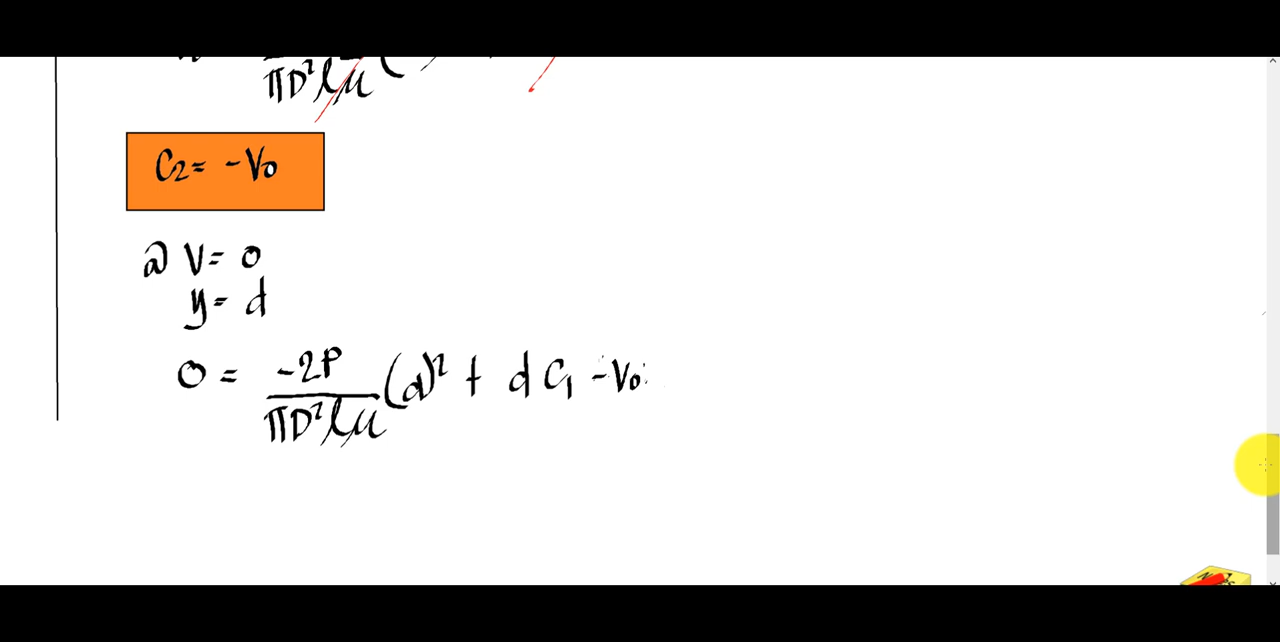 πD²lμ (
C₂ = -V₀
@ V = 0
y = d
0 = -2P/πD²lμ (d)² + d C₁ - V₀